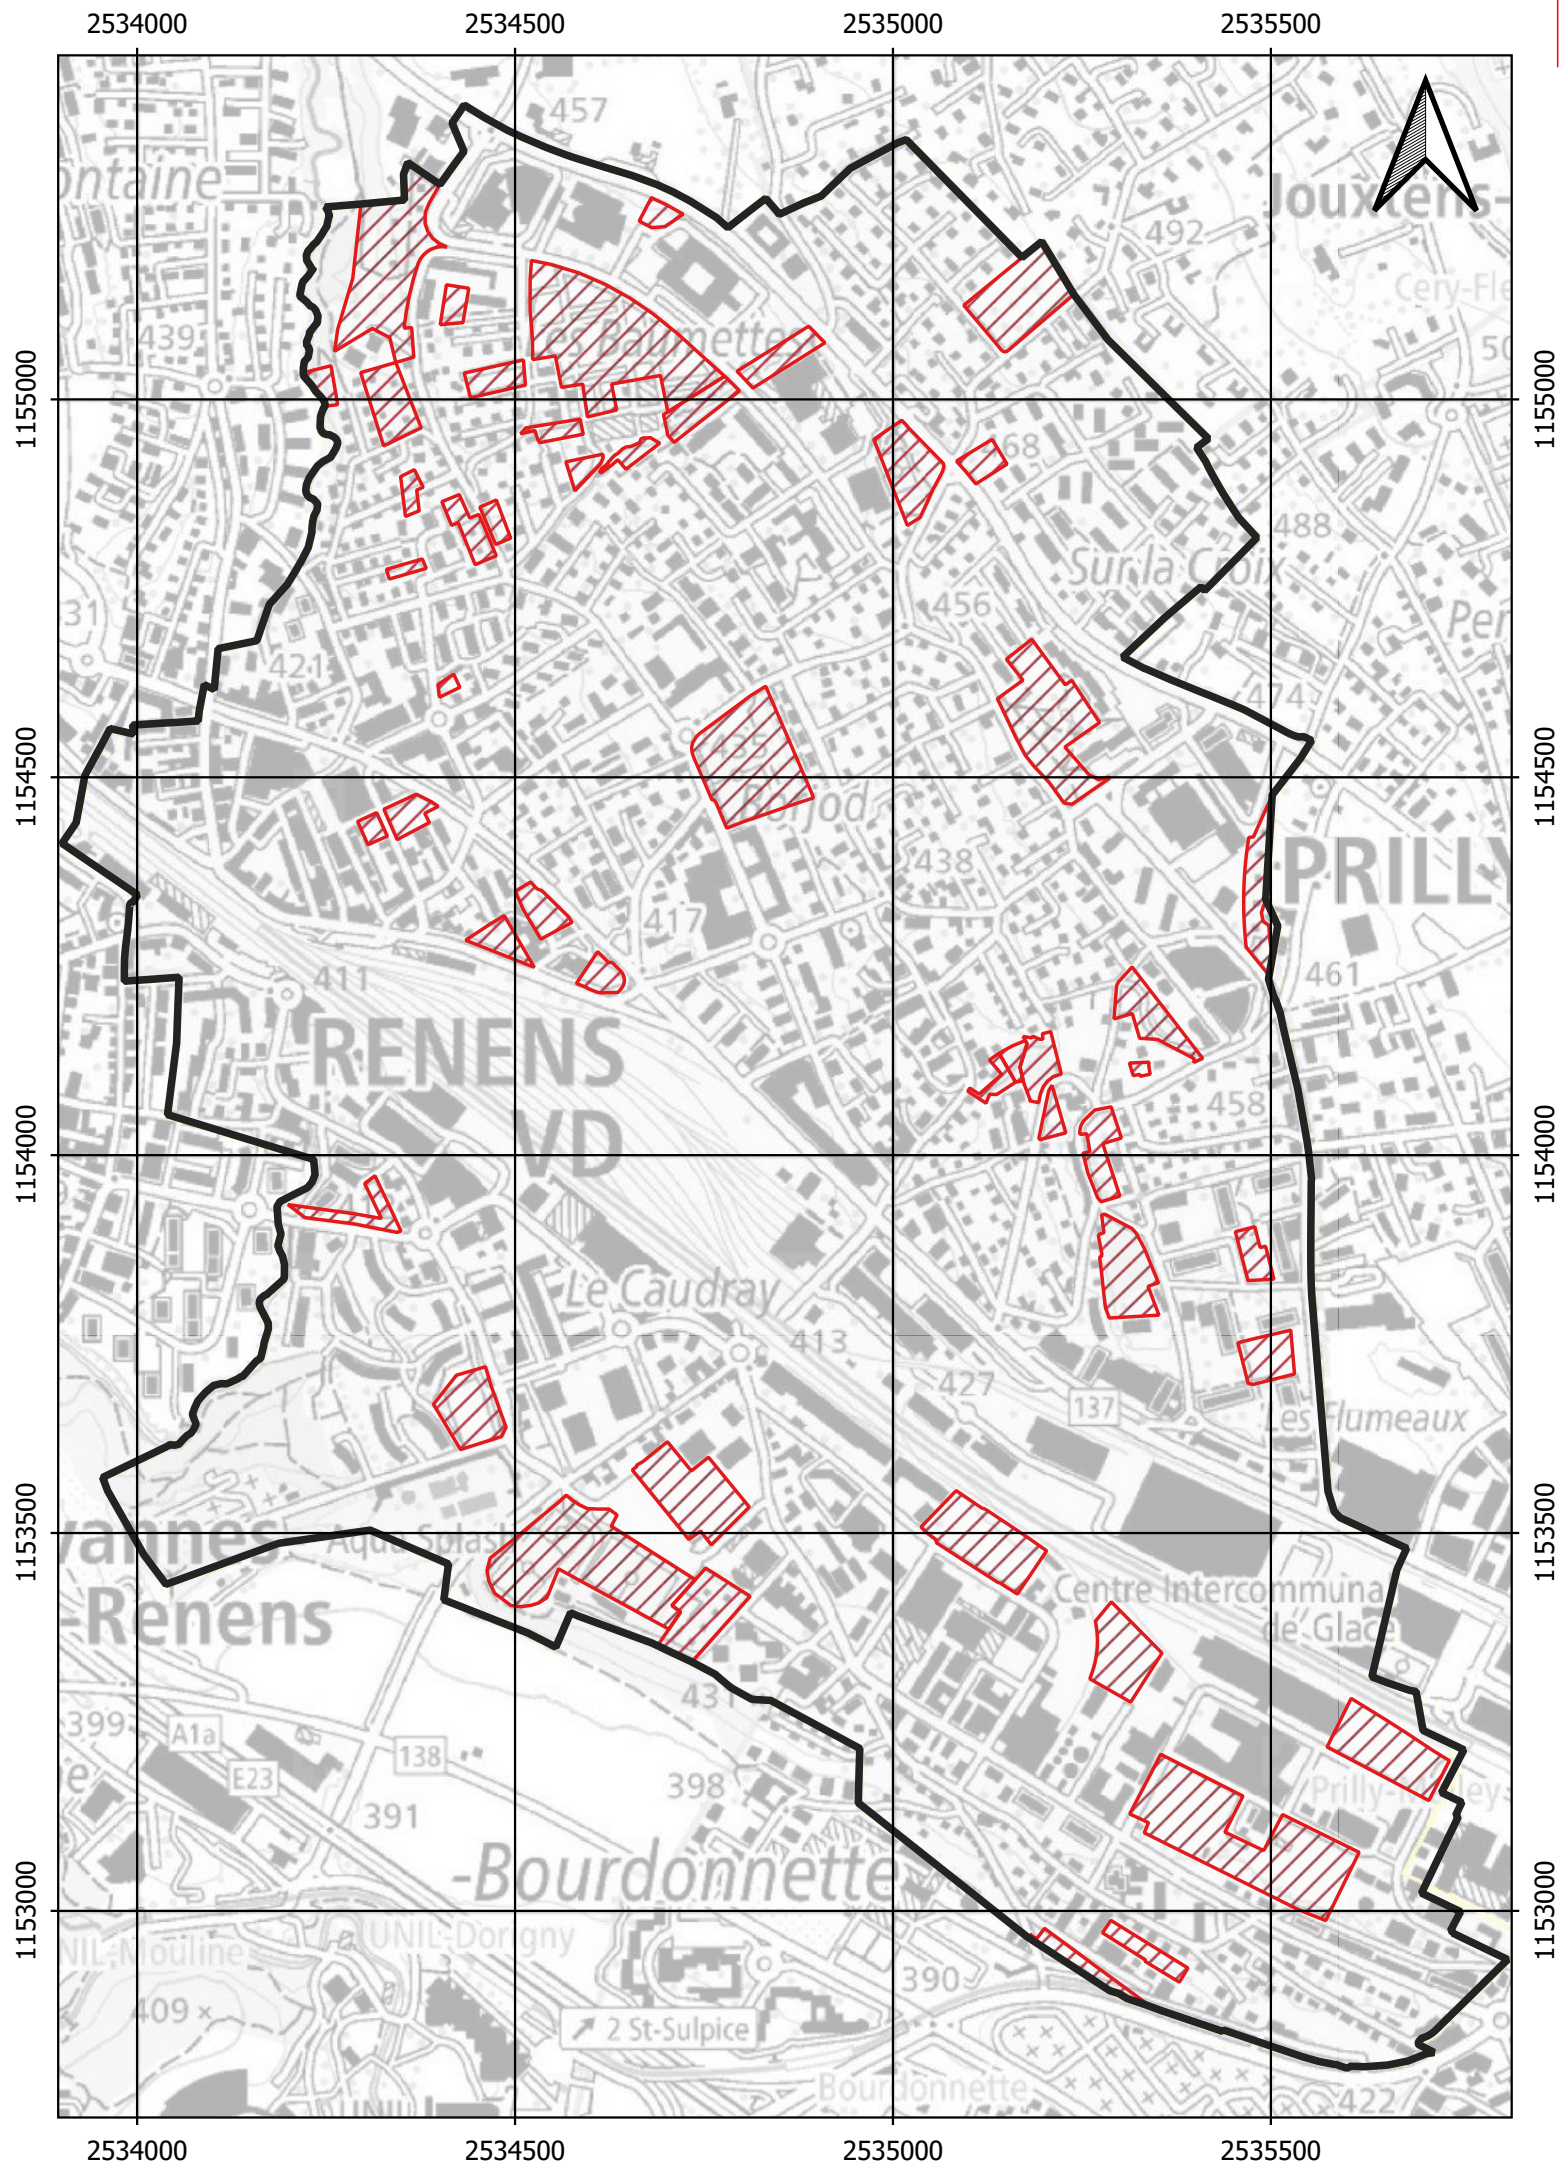 2534000 2534500 2535000 2535500
457
ontaine
Jouxtens-
492
Cery-Fle
439
Les Baumettes
50
1155000 1155000
46
488
Sur la Croix
31
456
Per
421
474
435
1154500 1154500
438
PRILLY
417
461
411
RENENS
VD
458
1154000 1154000
Le Caudray
413
427
137
Les Flumeaux
1153500 1153500
vannes-
Aqua Splash
Centre Intercommuna
de Glace
-Renens
431
399
A1a
138
E23
398
Prilly-Malley
391
-Bourdonnette
1153000 1153000
UNIL-Dorigny
NIL-Mouline
390
409
2 St-Sulpice
Bourdonnette
422
UNIL
2534000 2534500 2535000 2535500